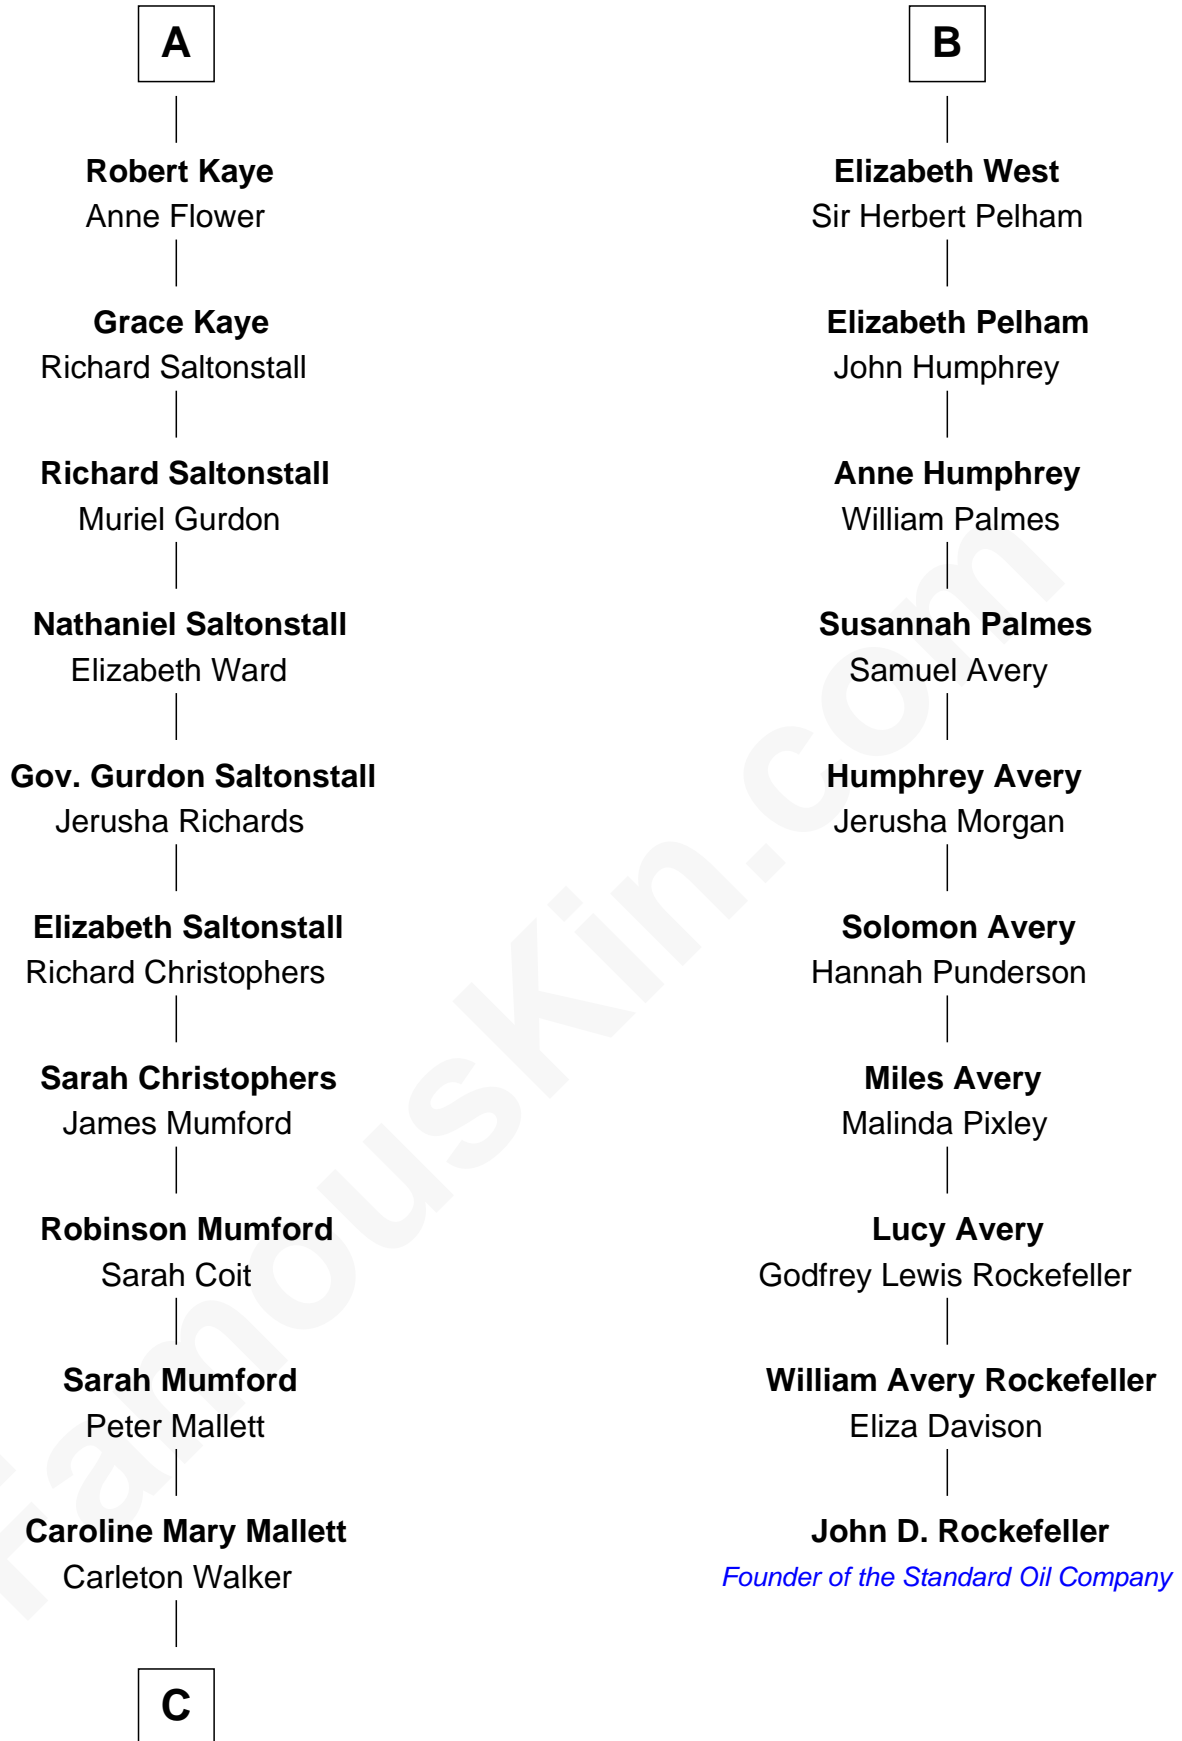 A
Robert Kaye
Anne Flower
Grace Kaye
Richard Saltonstall
Richard Saltonstall
Muriel Gurdon
Nathaniel Saltonstall
Elizabeth Ward
Gov. Gurdon Saltonstall
Jerusha Richards
Elizabeth Saltonstall
Richard Christophers
Sarah Christophers
James Mumford
Robinson Mumford
Sarah Coit
Sarah Mumford
Peter Mallett
Caroline Mary Mallett
Carleton Walker
C
B
Elizabeth West
Sir Herbert Pelham
Elizabeth Pelham
John Humphrey
Anne Humphrey
William Palmes
Susannah Palmes
Samuel Avery
Humphrey Avery
Jerusha Morgan
Solomon Avery
Hannah Punderson
Miles Avery
Malinda Pixley
Lucy Avery
Godfrey Lewis Rockefeller
William Avery Rockefeller
Eliza Davison
John D. Rockefeller
Founder of the Standard Oil Company
FamousKin.com